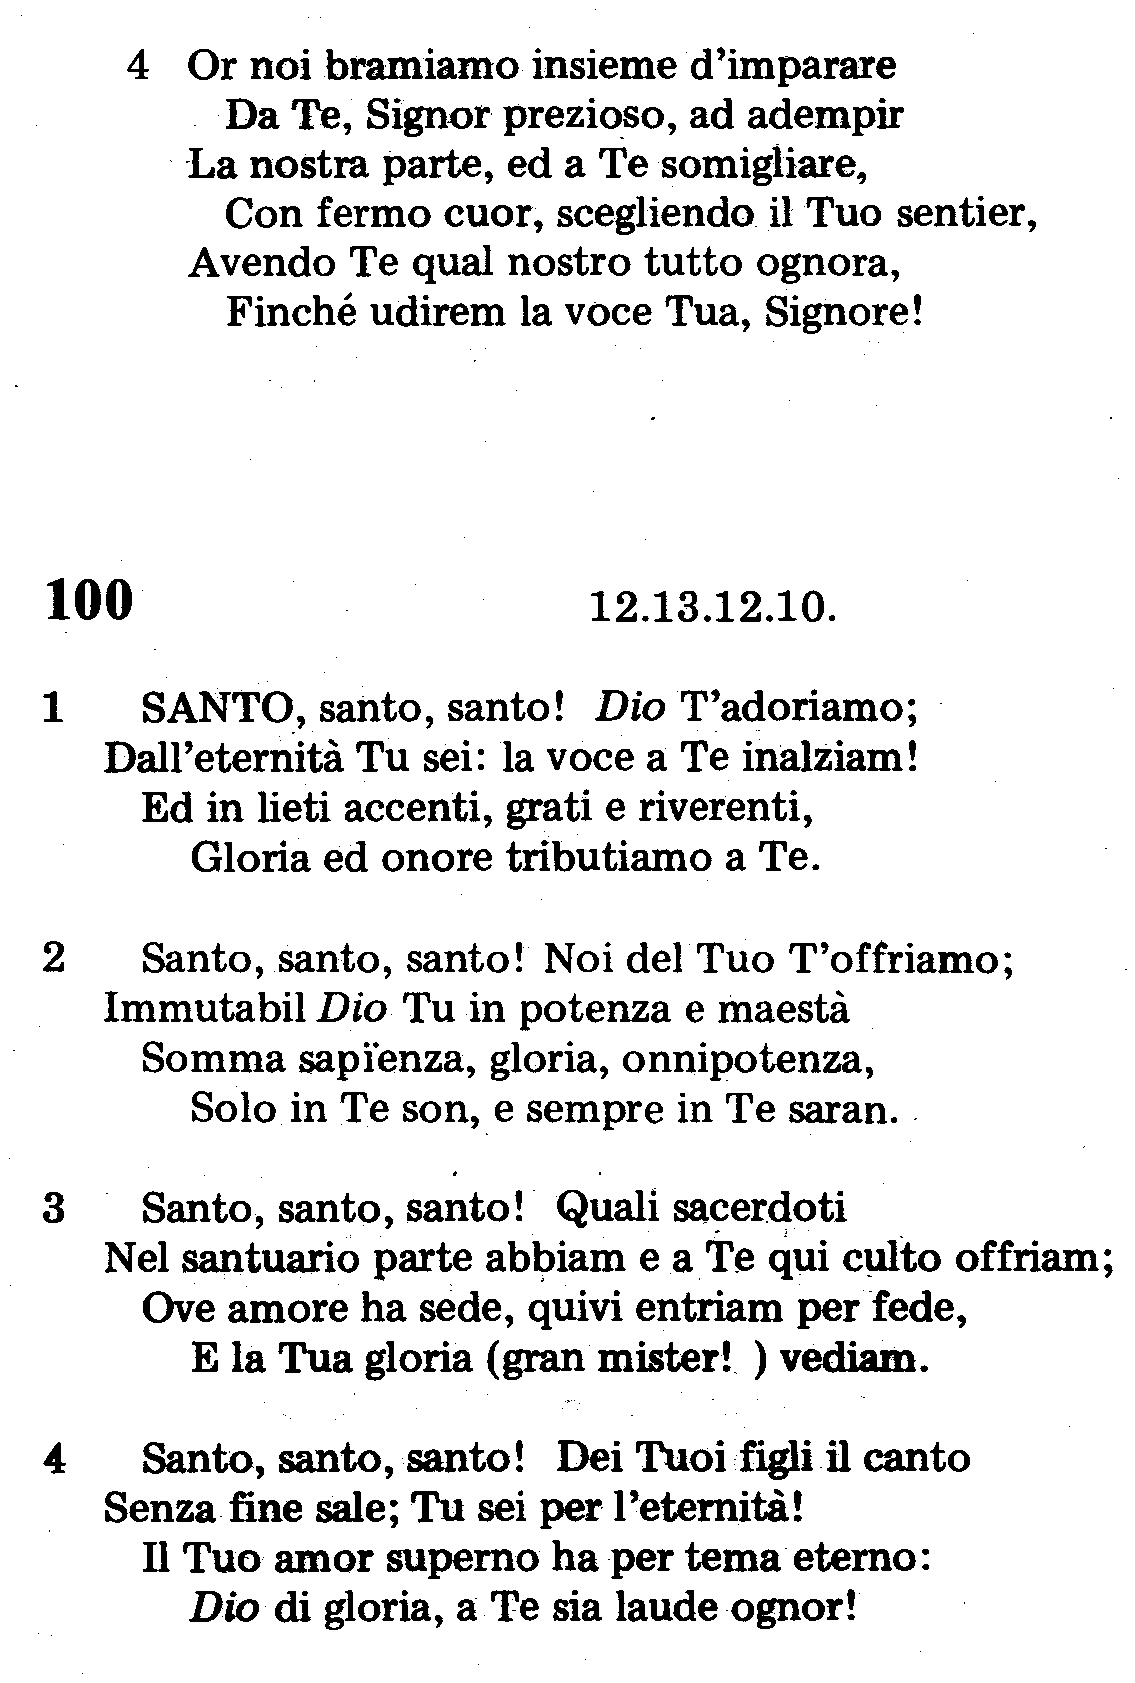 4 Or noi bramiamo insieme d'imparare
Da Te, Signor prezioso, ad adempir
La nostra parte, ed a Te somigliare,
Con fermo cuor, scegliendo il Tuo sentier,
Avendo Te qual nostro tutto ognora,
Finché udirem la voce Tua, Signore!
100 12.13.12.10.
1 SANTO, santo, santo! Dio T'adoriamo;
Dall'eternità Tu sei: la voce a Te inalziam!
Ed in lieti accenti, grati e riverenti,
Gloria ed onore tributiamo a Te.
2 Santo, santo, santo! Noi del Tuo T'offriamo;
Immutabil Dio Tu in potenza e maestà
Somma sapïenza, gloria, onnipotenza,
Solo in Te son, e sempre in Te saran.
3 Santo, santo, santo! Quali sacerdoti
Nel santuario parte abbiam e a Te qui culto offriam;
Ove amore ha sede, quivi entriam per fede,
E la Tua gloria (gran mister! ) vediam.
4 Santo, santo, santo! Dei Tuoi figli il canto
Senza fine sale; Tu sei per l'eternità!
Il Tuo amor superno ha per tema eterno:
Dio di gloria, a Te sia laude ognor!